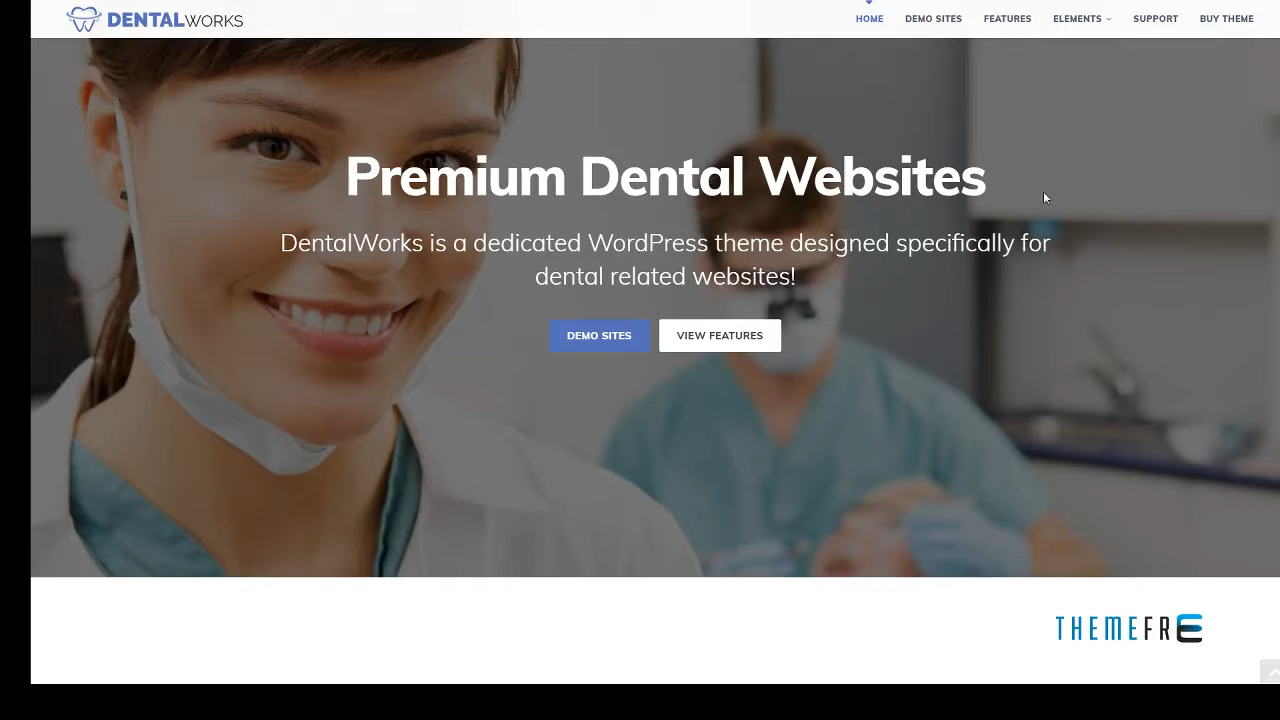 DENTALWORKS
HOME DEMO SITES FEATURES ELEMENTS SUPPORT BUY THEME
Premium Dental Websites
DentalWorks is a dedicated WordPress theme designed specifically for
dental related websites!
DEMO SITES VIEW FEATURES
THEMEFRE